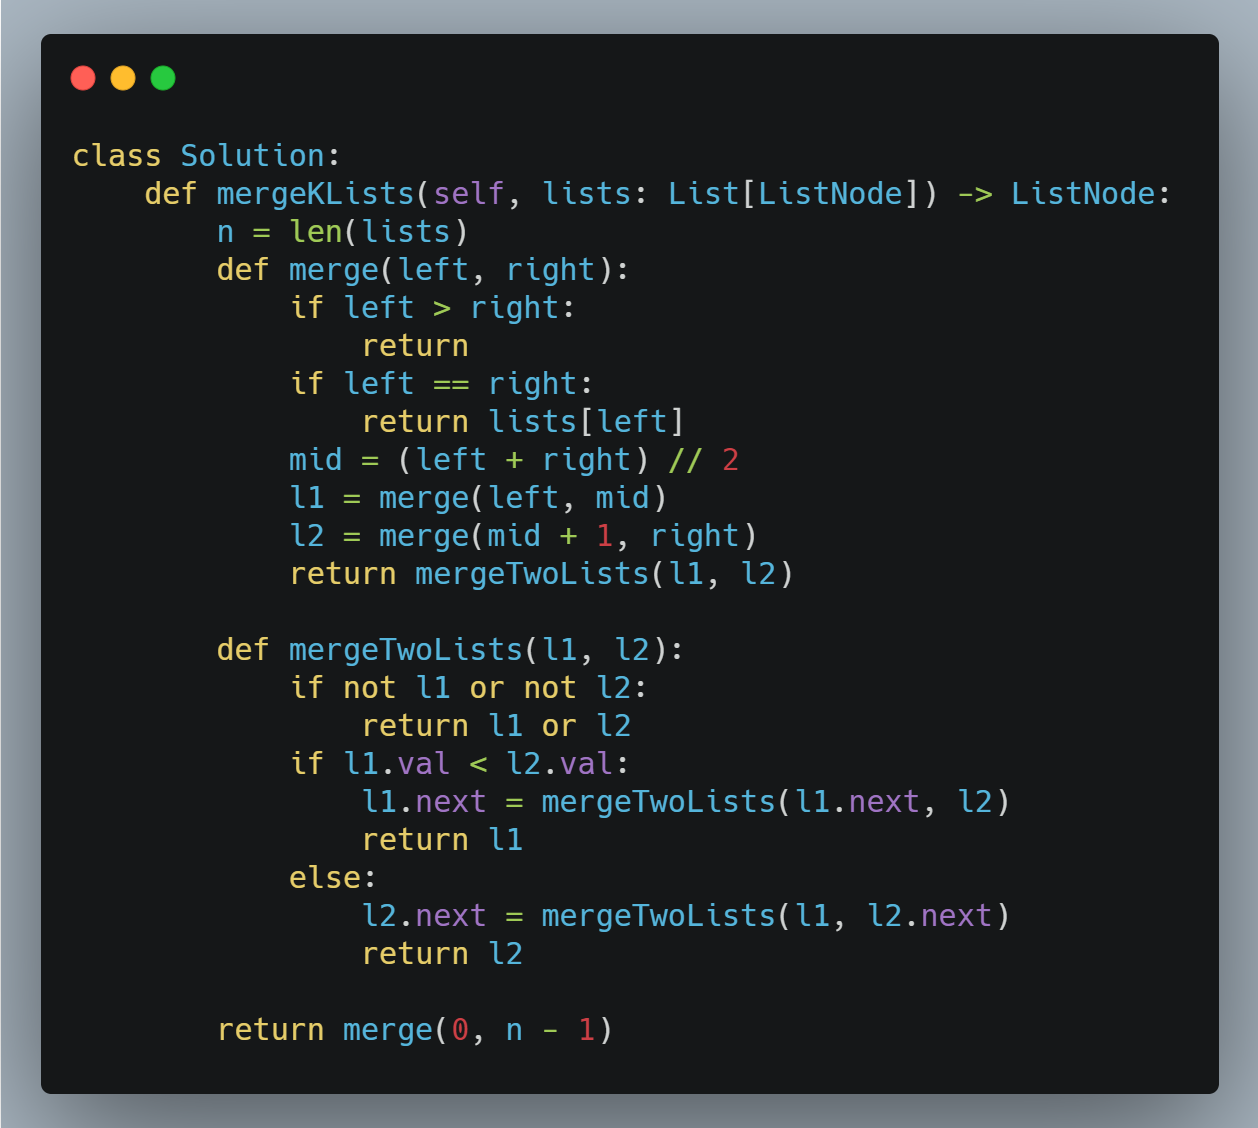 class Solution:
    def mergeKLists(self, lists: List[ListNode]) -> ListNode:
        n = len(lists)
        def merge(left, right):
            if left > right:
                return
            if left == right:
                return lists[left]
            mid = (left + right) // 2
            l1 = merge(left, mid)
            l2 = merge(mid + 1, right)
            return mergeTwoLists(l1, l2)

        def mergeTwoLists(l1, l2):
            if not l1 or not l2:
                return l1 or l2
            if l1.val < l2.val:
                l1.next = mergeTwoLists(l1.next, l2)
                return l1
            else:
                l2.next = mergeTwoLists(l1, l2.next)
                return l2

        return merge(0, n - 1)